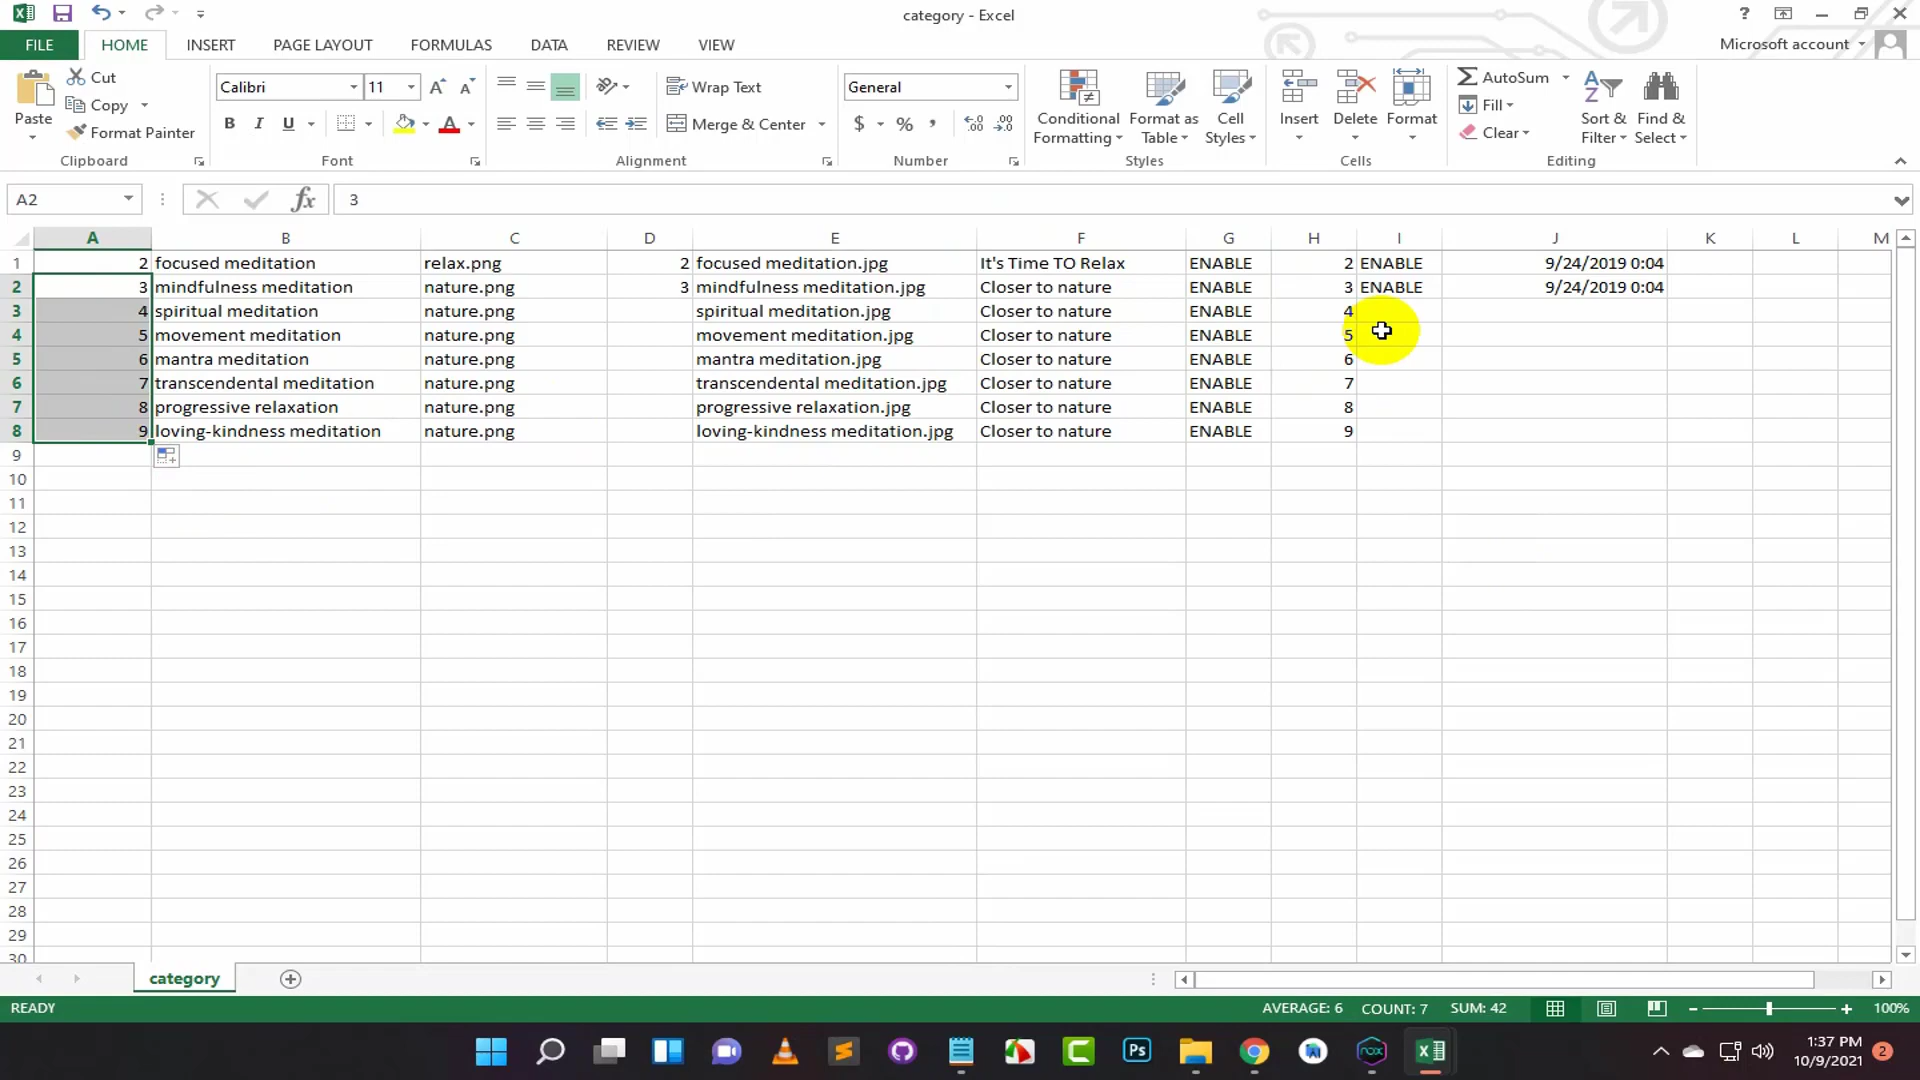 category - Excel
?
FILE HOME INSERT PAGE LAYOUT FORMULAS DATA REVIEW VIEW Microsoft account
Paste
Cut
Copy
Format Painter
Clipboard
Calibri 11
B I U A
Font
Wrap Text
Merge & Center
Alignment
General
$ % ,
Number
Conditional Formatting
Format as Table
Cell Styles
Styles
Insert Delete Format
Cells
AutoSum
Fill
Clear
Sort & Filter
Find & Select
Editing
A2 fx 3
A B C D E F G H I J K L M
1 2 focused meditation relax.png 2 focused meditation.jpg It's Time TO Relax ENABLE 2 ENABLE 9/24/2019 0:04
2 3 mindfulness meditation nature.png 3 mindfulness meditation.jpg Closer to nature ENABLE 3 ENABLE 9/24/2019 0:04
3 4 spiritual meditation nature.png spiritual meditation.jpg Closer to nature ENABLE 4
4 5 movement meditation nature.png movement meditation.jpg Closer to nature ENABLE 5
5 6 mantra meditation nature.png mantra meditation.jpg Closer to nature ENABLE 6
6 7 transcendental meditation nature.png transcendental meditation.jpg Closer to nature ENABLE 7
7 8 progressive relaxation nature.png progressive relaxation.jpg Closer to nature ENABLE 8
8 9 loving-kindness meditation nature.png loving-kindness meditation.jpg Closer to nature ENABLE 9
9
10
11
12
13
14
15
16
17
18
19
20
21
22
23
24
25
26
27
28
29
30
category
READY AVERAGE: 6 COUNT: 7 SUM: 42 100%
Ps
nox
1:37 PM
10/9/2021
2